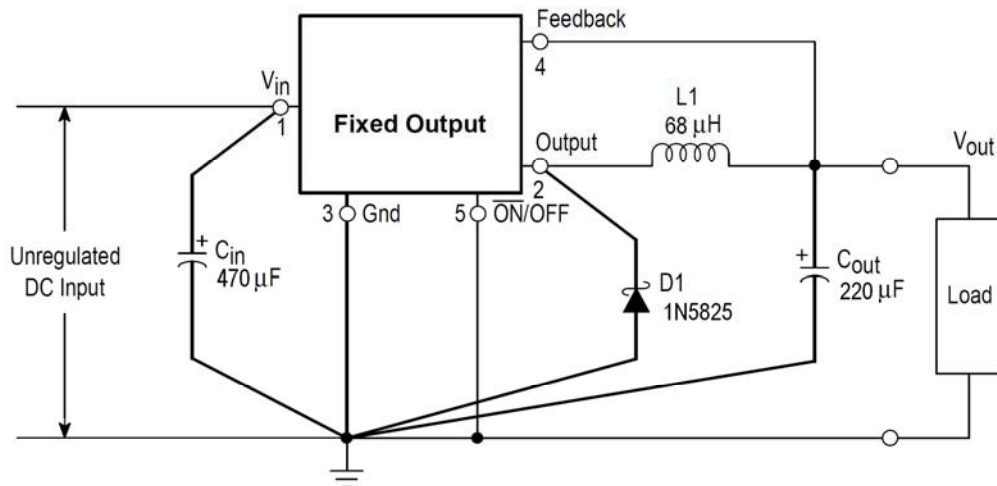 Feedback
4
Vin
1
Fixed Output
L1
68 μH
Output
2
Vout
3 Gnd
5 ON/OFF
Unregulated
DC Input
+ Cin
470 μF
D1
1N5825
+ Cout
220 μF
Load